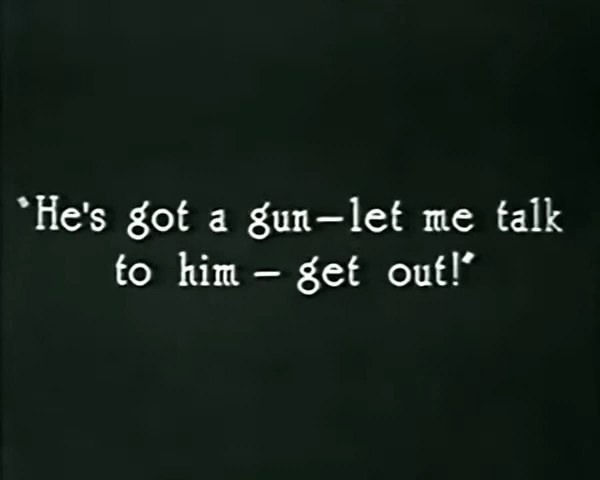 "He's got a gun—let me talk
to him — get out!"